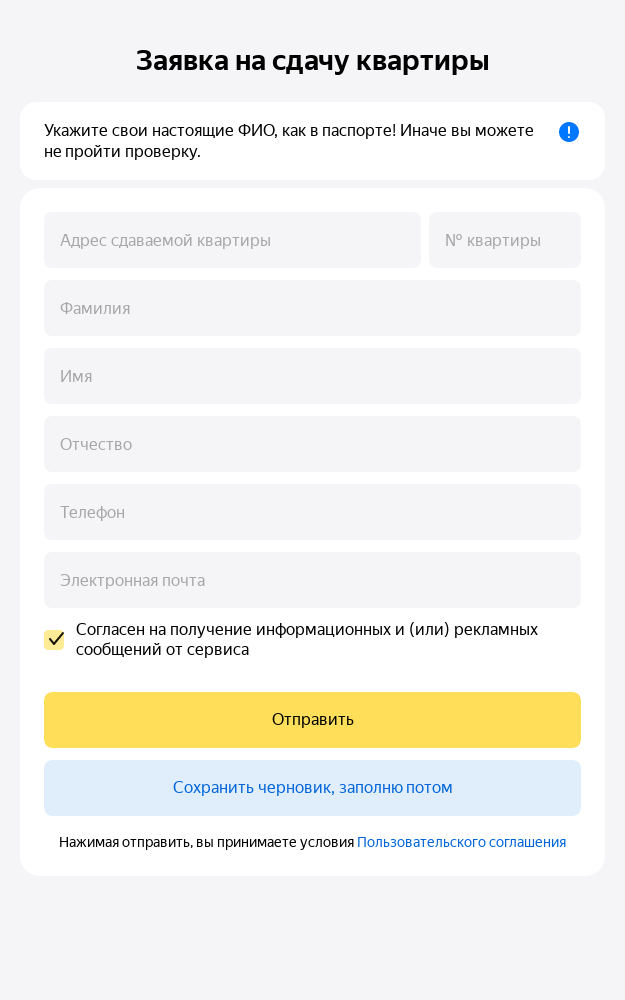 Заявка на сдачу квартиры
Укажите свои настоящие ФИО, как в паспорте! Иначе вы можете
не пройти проверку.
Адрес сдаваемой квартиры
№ квартиры
Фамилия
Имя
Отчество
Телефон
Электронная почта
Согласен на получение информационных и (или) рекламных
сообщений от сервиса
Отправить
Сохранить черновик, заполню потом
Нажимая отправить, вы принимаете условия Пользовательского соглашения